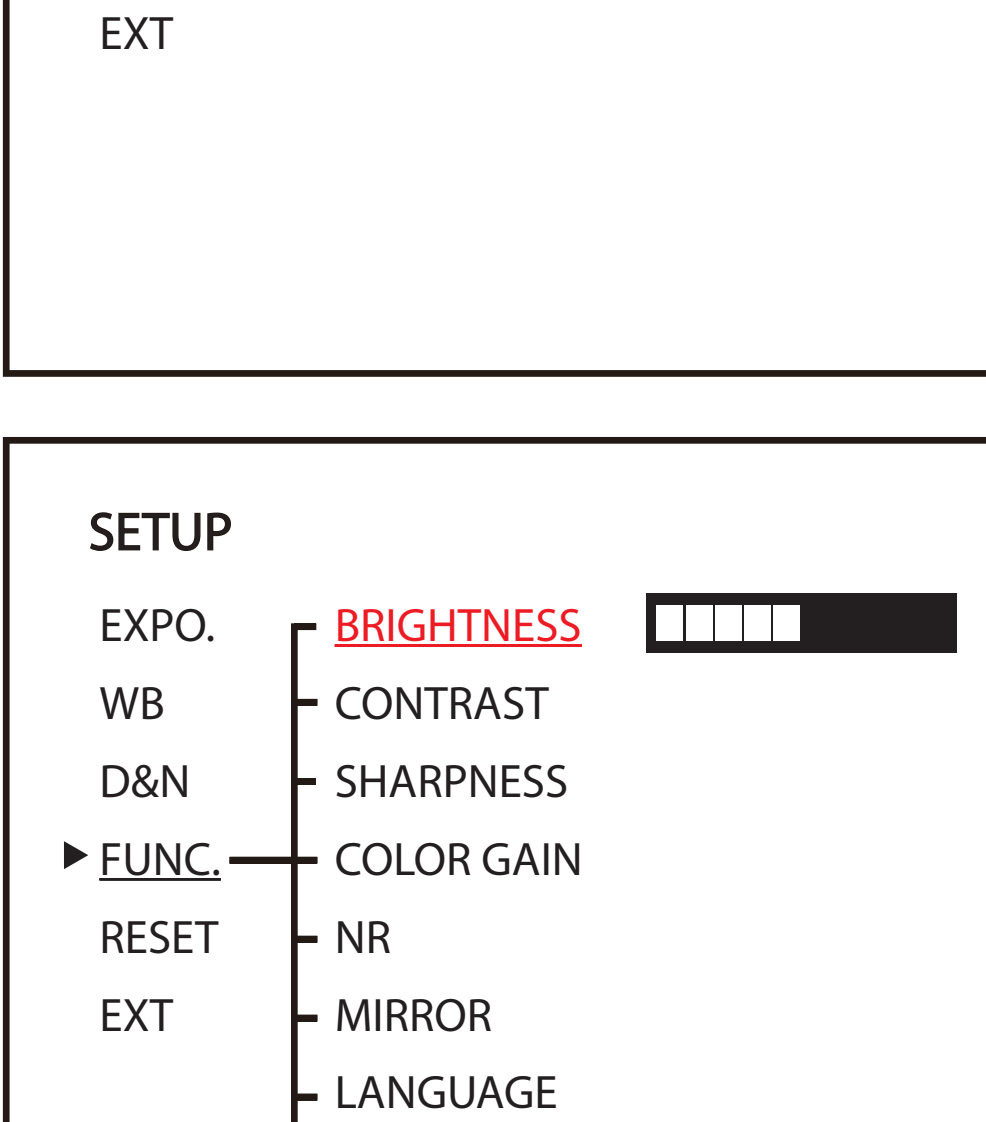 EXT
SETUP
EXPO. BRIGHTNESS
WB CONTRAST
D&N SHARPNESS
FUNC. COLOR GAIN
RESET NR
EXT MIRROR
LANGUAGE